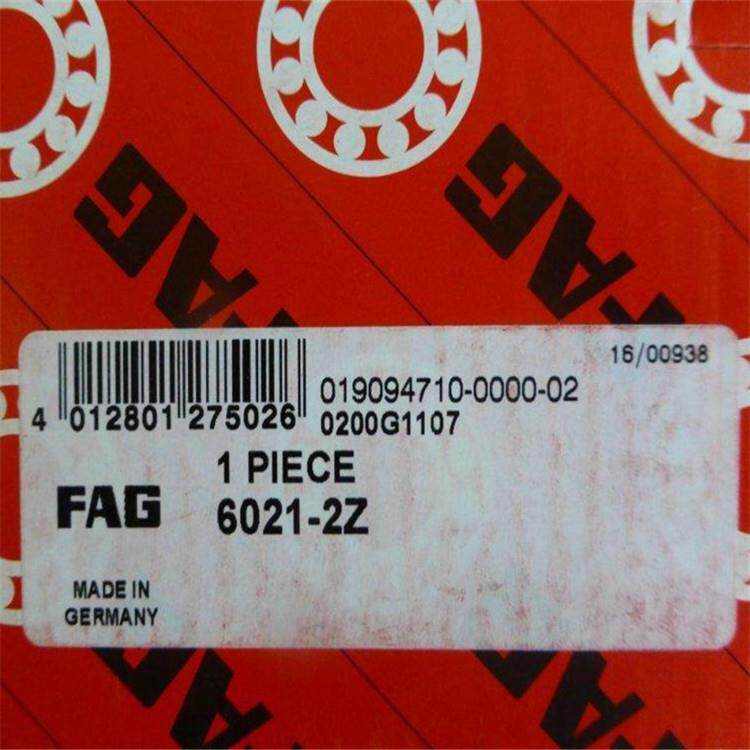 FAG
FAG
16/00938
4 012801 275026
019094710-0000-02
0200G1107
1 PIECE
FAG
6021-2Z
MADE IN
GERMANY
FAG